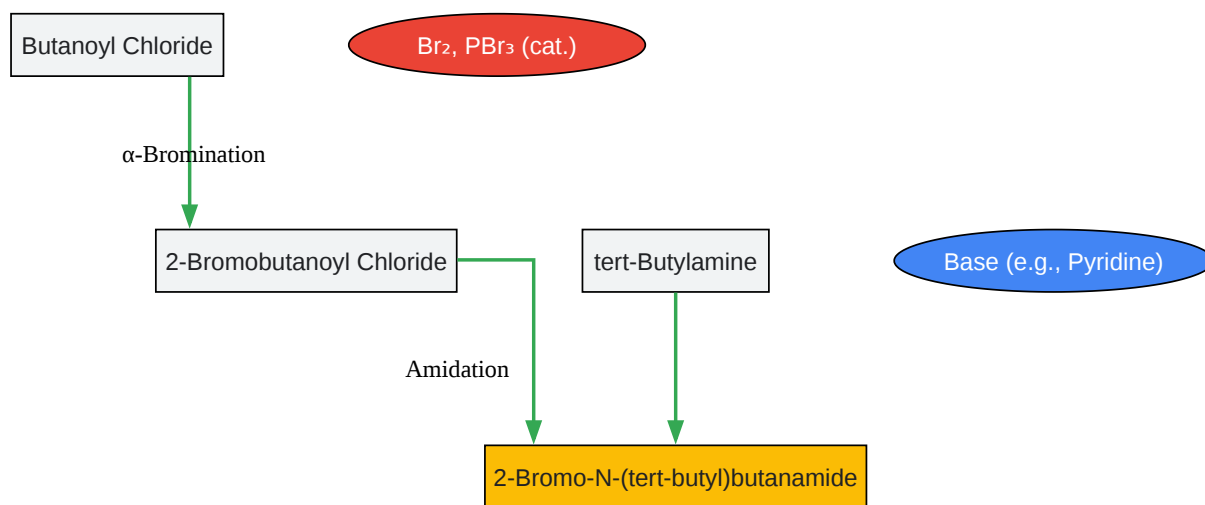 Butanoyl Chloride
Br₂, PBr₃ (cat.)
α-Bromination
2-Bromobutanoyl Chloride
tert-Butylamine
Base (e.g., Pyridine)
Amidation
2-Bromo-N-(tert-butyl)butanamide